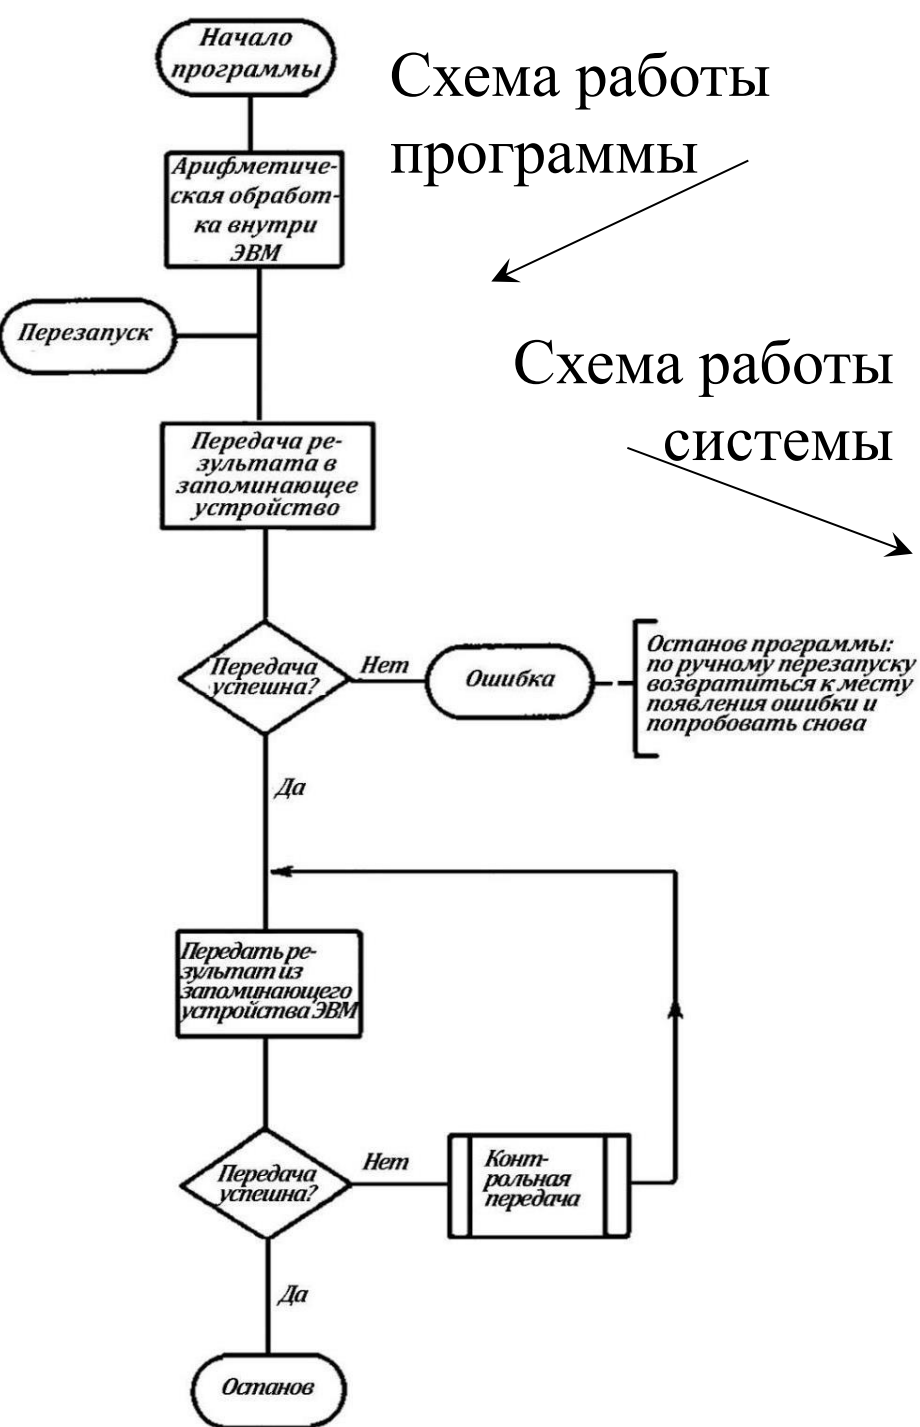 Начало
программы
Схема работы
программы
Арифметиче-
ская обработ-
ка внутри
ЭВМ
Перезапуск
Схема работы
системы
Передача ре-
зультата в
запоминающее
устройство
Передача
успешна?
Нет
Ошибка
Останов программы:
по ручному перезапуску
возвратиться к месту
появления ошибки и
попробовать снова
Да
Передать ре-
зультат из
запоминающего
устройства ЭВМ
Передача
успешна?
Нет
Конт-
рольная
передача
Да
Останов